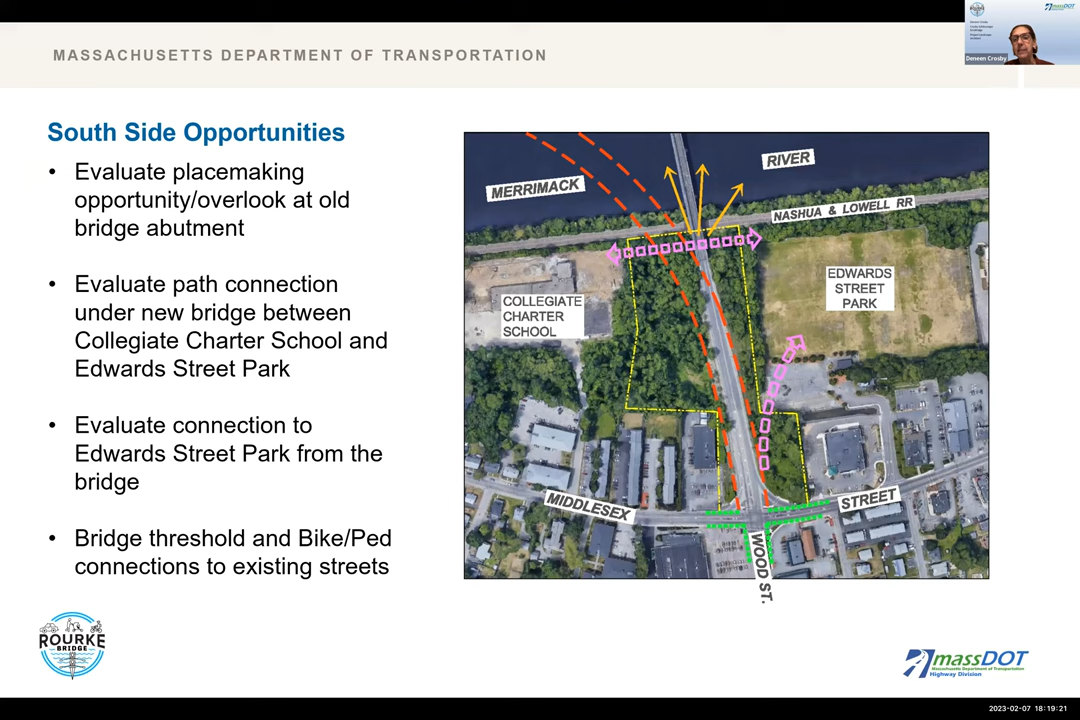 MASSACHUSETTS DEPARTMENT OF TRANSPORTATION
massDOT
Deneen Crosby
South Side Opportunities
• Evaluate placemaking
opportunity/overlook at old
bridge abutment
• Evaluate path connection
under new bridge between
Collegiate Charter School and
Edwards Street Park
• Evaluate connection to
Edwards Street Park from the
bridge
• Bridge threshold and Bike/Ped
connections to existing streets
MERRIMACK
RIVER
NASHUA & LOWELL RR
COLLEGIATE
CHARTER
SCHOOL
EDWARDS
STREET
PARK
MIDDLESEX
STREET
WOOD ST.
ROURKE
BRIDGE
massDOT
Massachusetts Department of Transportation
Highway Division
2023-02-07 18:19:21